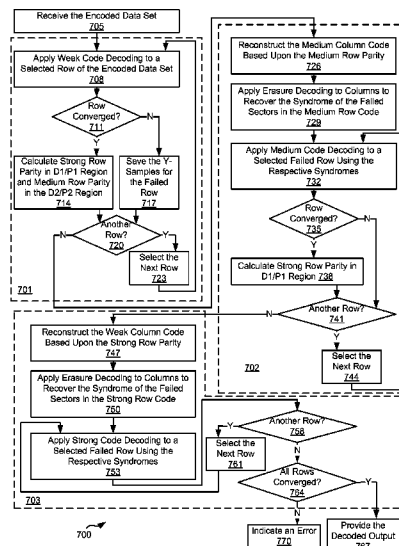 Receive the Encoded Data Set
705
Apply Weak Code Decoding to a
Selected Row of the Encoded Data Set
708
Row
Converged?
711
N
Y
Calculate Strong Row
Parity in D1/P1 Region
and Medium Row Parity
in the D2/P2 Region
714
Save the Y-
Samples for
the Failed
Row
717
Another Row?
720
N
Y
Select the
Next Row
723
701
Reconstruct the Medium Column Code
Based Upon the Medium Row Parity
726
Apply Erasure Decoding to Columns to
Recover the Syndrome of the Failed
Sectors in the Medium Row Code
729
Apply Medium Code Decoding to a
Selected Failed Row Using the
Respective Syndromes
732
Row
Converged?
735
N
Y
Calculate Strong Row Parity in
D1/P1 Region 738
Another Row?
741
N
Y
Select the
Next Row
744
702
Reconstruct the Weak Column Code
Based Upon the Strong Row Parity
747
Apply Erasure Decoding to Columns to
Recover the Syndrome of the Failed
Sectors in the Strong Row Code
750
Apply Strong Code Decoding to a
Selected Failed Row Using the
Respective Syndromes
753
Another Row?
758
Y
N
Select the
Next Row
761
All Rows
Converged?
764
Y
N
703
Indicate an Error
770
Provide the
Decoded Output
767
700